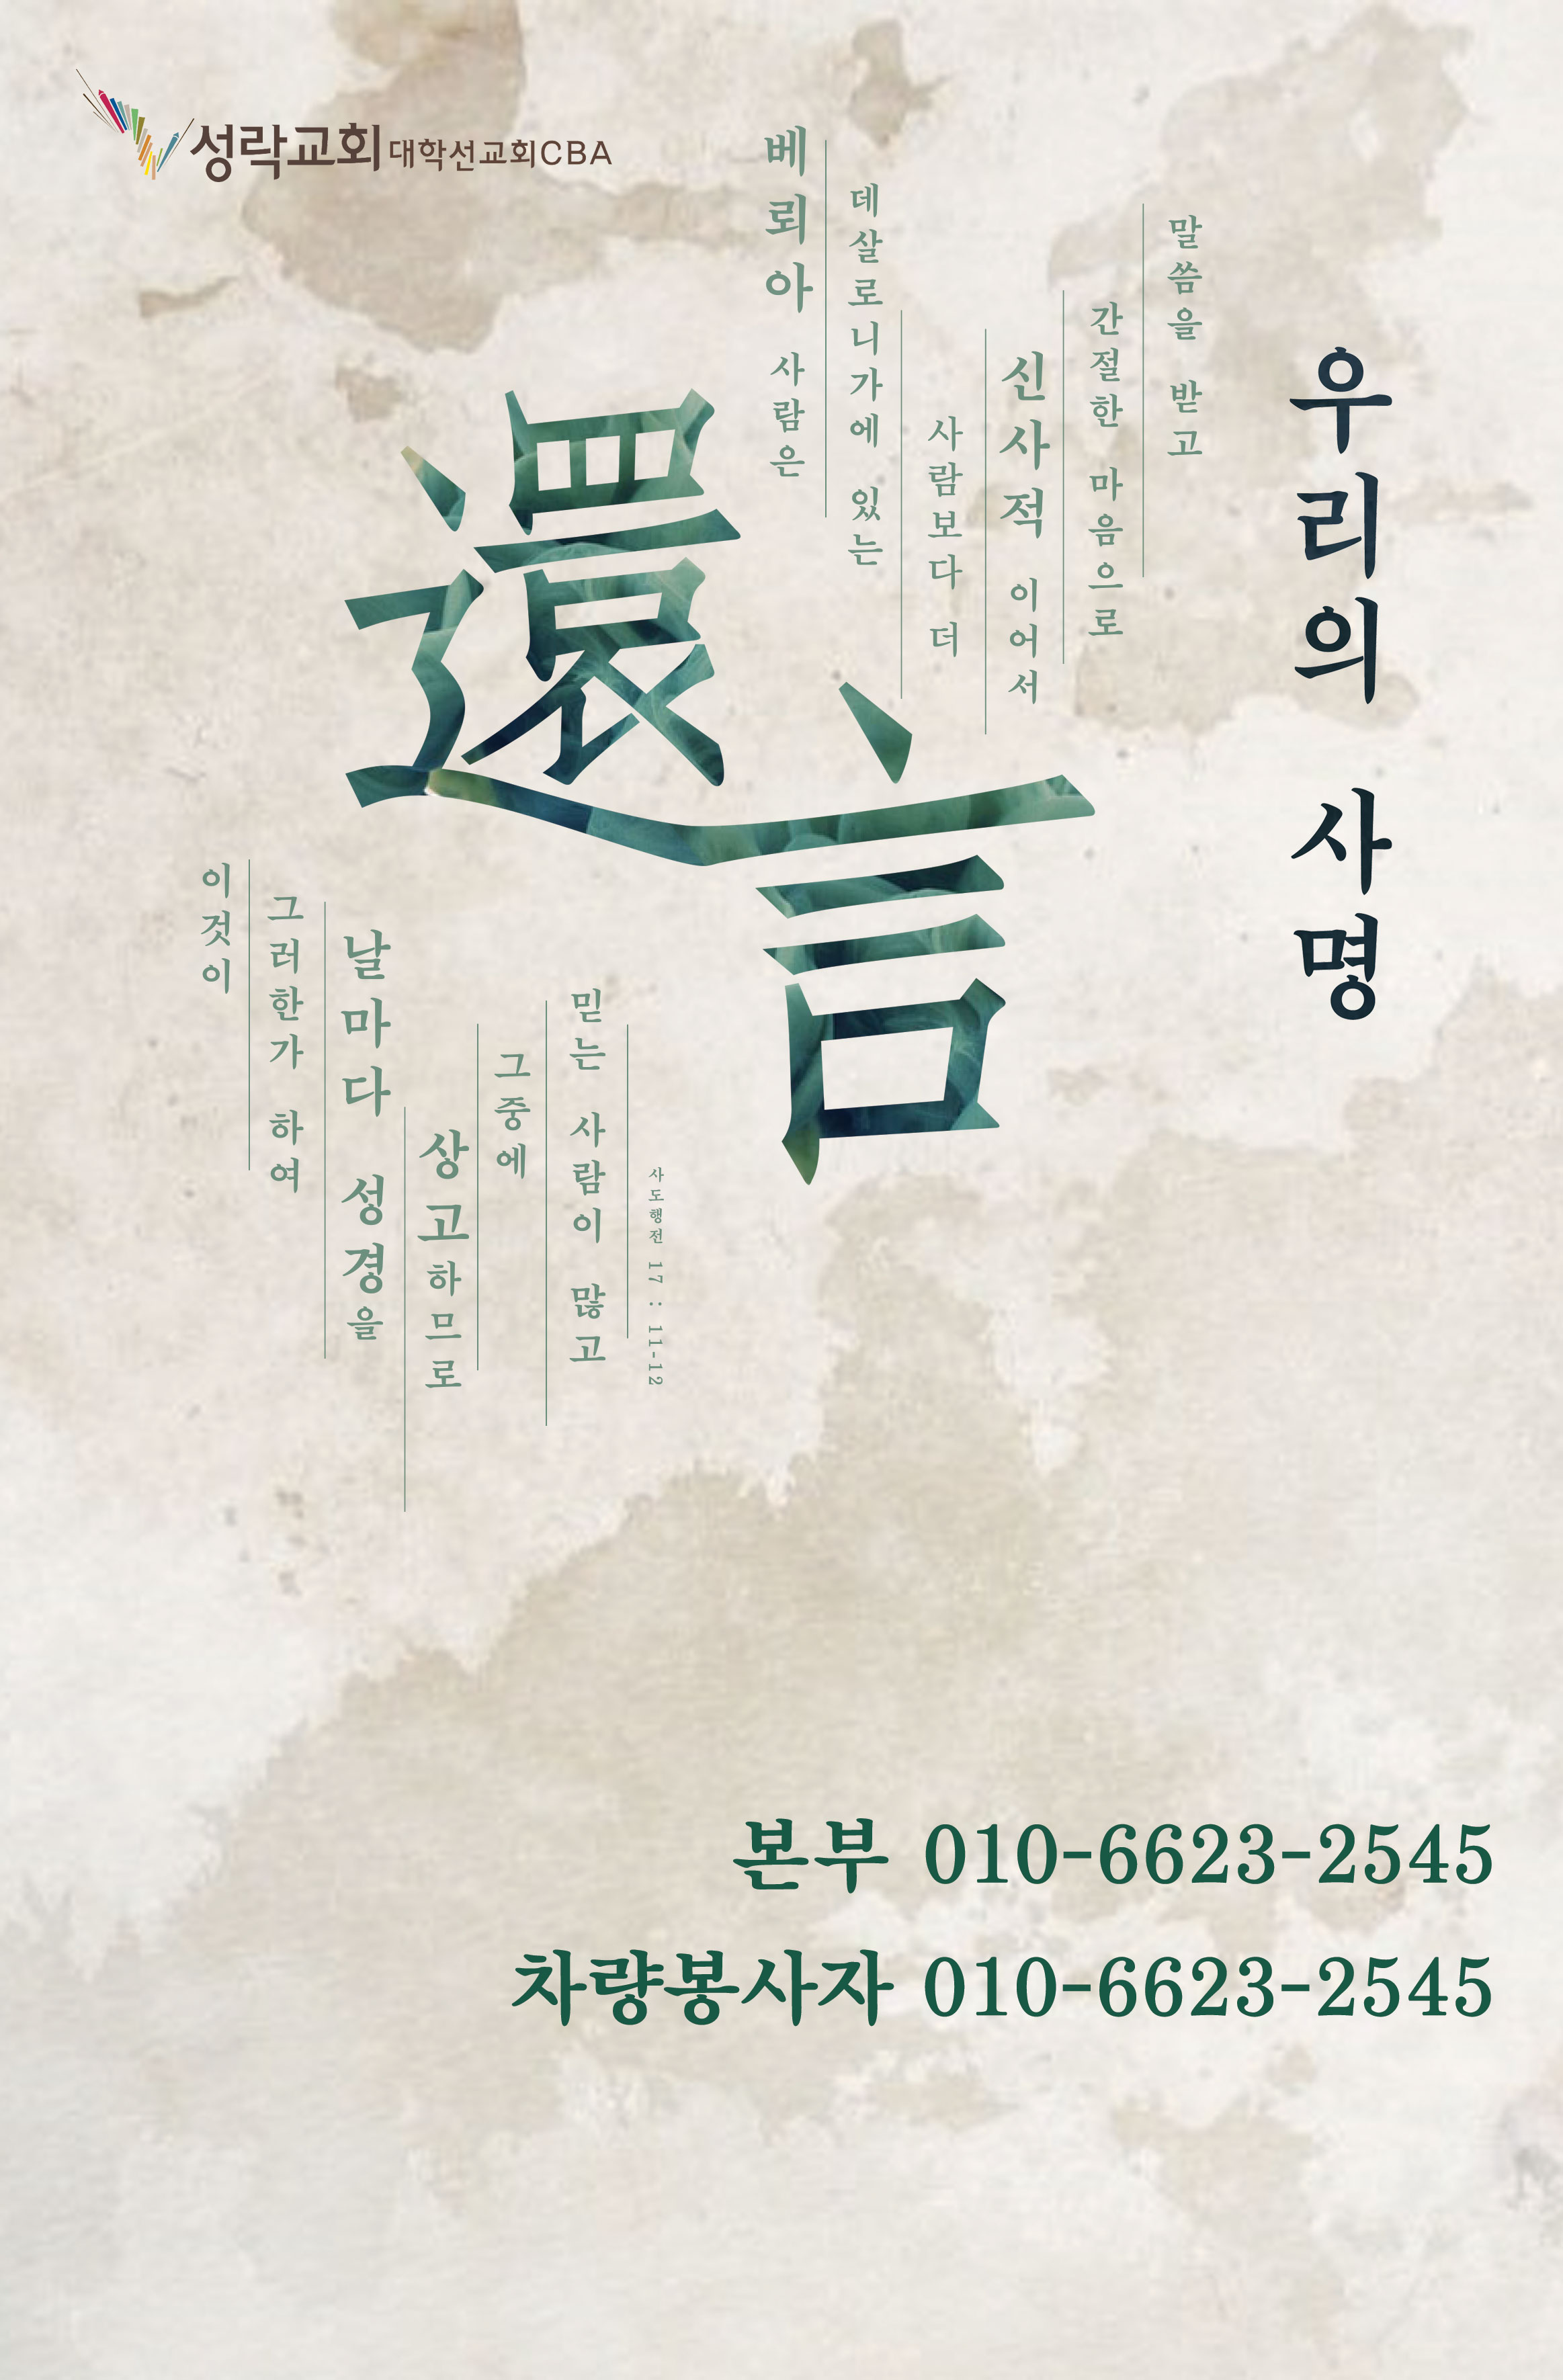 성락교회 대학선교회CBA
우리의 사명
還言
베뢰아 사람은
데살로니가에 있는
사람보다 더
신사적 이어서
간절한 마음으로
말씀을 받고
이것이
그러한가 하여
날마다 성경을
상고하므로
그중에
믿는 사람이 많고
사도행전 17 : 11-12
본부 010-6623-2545
차량봉사자 010-6623-2545